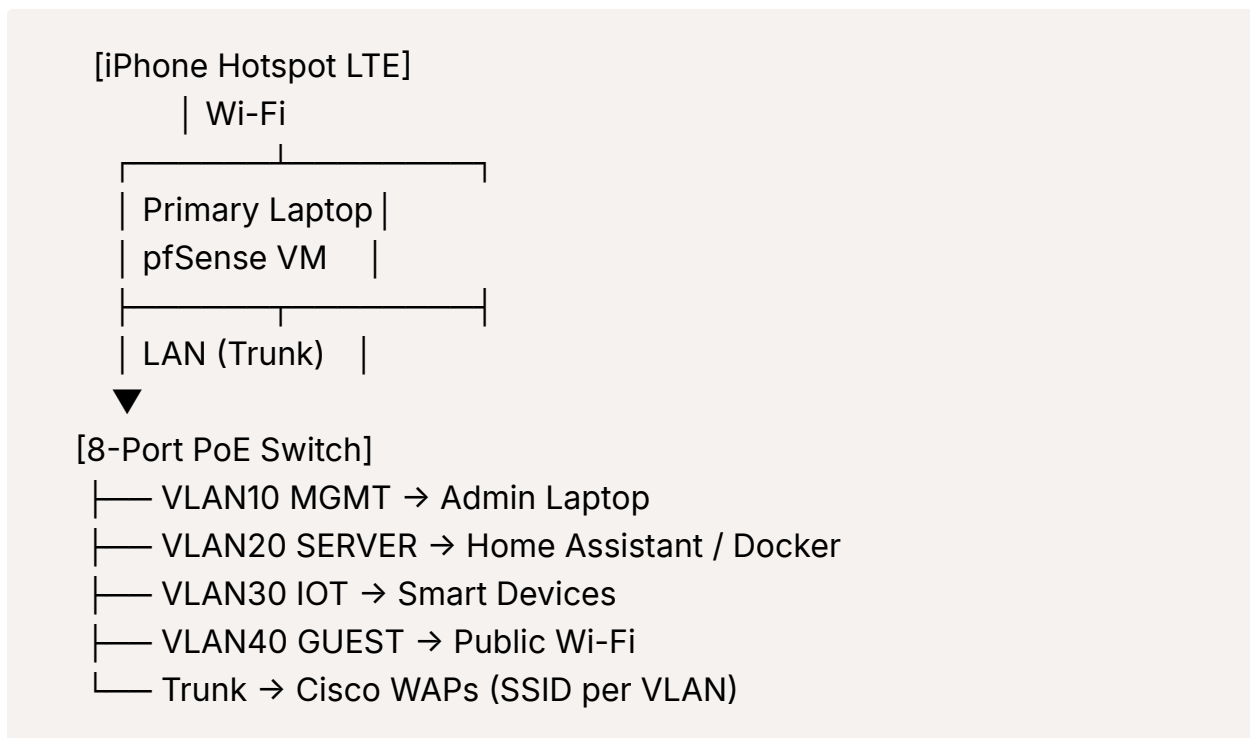 [iPhone Hotspot LTE]
│ Wi-Fi
┌────────┴──────────┐
│ Primary Laptop│
│ pfSense VM │
├────────┬──────────┤
│ LAN (Trunk) │
▼
[8-Port PoE Switch]
├── VLAN10 MGMT → Admin Laptop
├── VLAN20 SERVER → Home Assistant / Docker
├── VLAN30 IOT → Smart Devices
├── VLAN40 GUEST → Public Wi-Fi
└── Trunk → Cisco WAPs (SSID per VLAN)